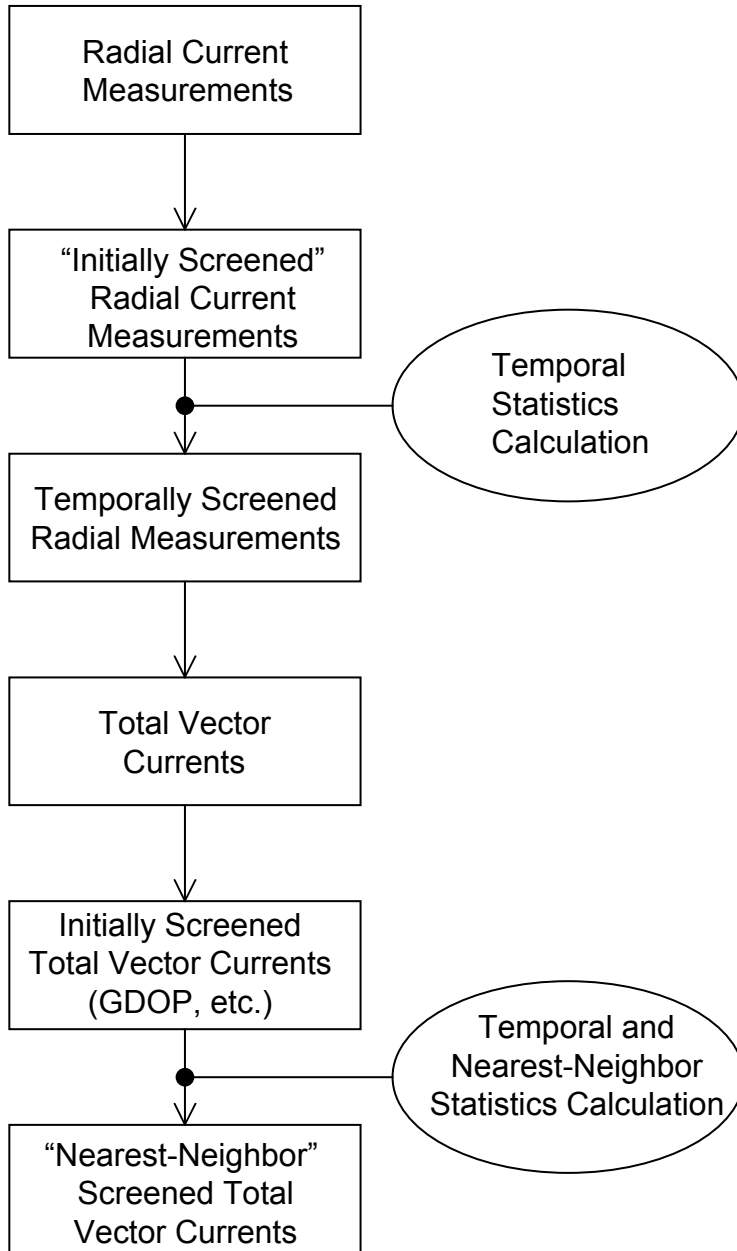 Radial Current
Measurements
“Initially Screened”
Radial Current
Measurements
Temporal
Statistics
Calculation
Temporally Screened
Radial Measurements
Total Vector
Currents
Initially Screened
Total Vector Currents
(GDOP, etc.)
Temporal and
Nearest-Neighbor
Statistics Calculation
“Nearest-Neighbor”
Screened Total
Vector Currents